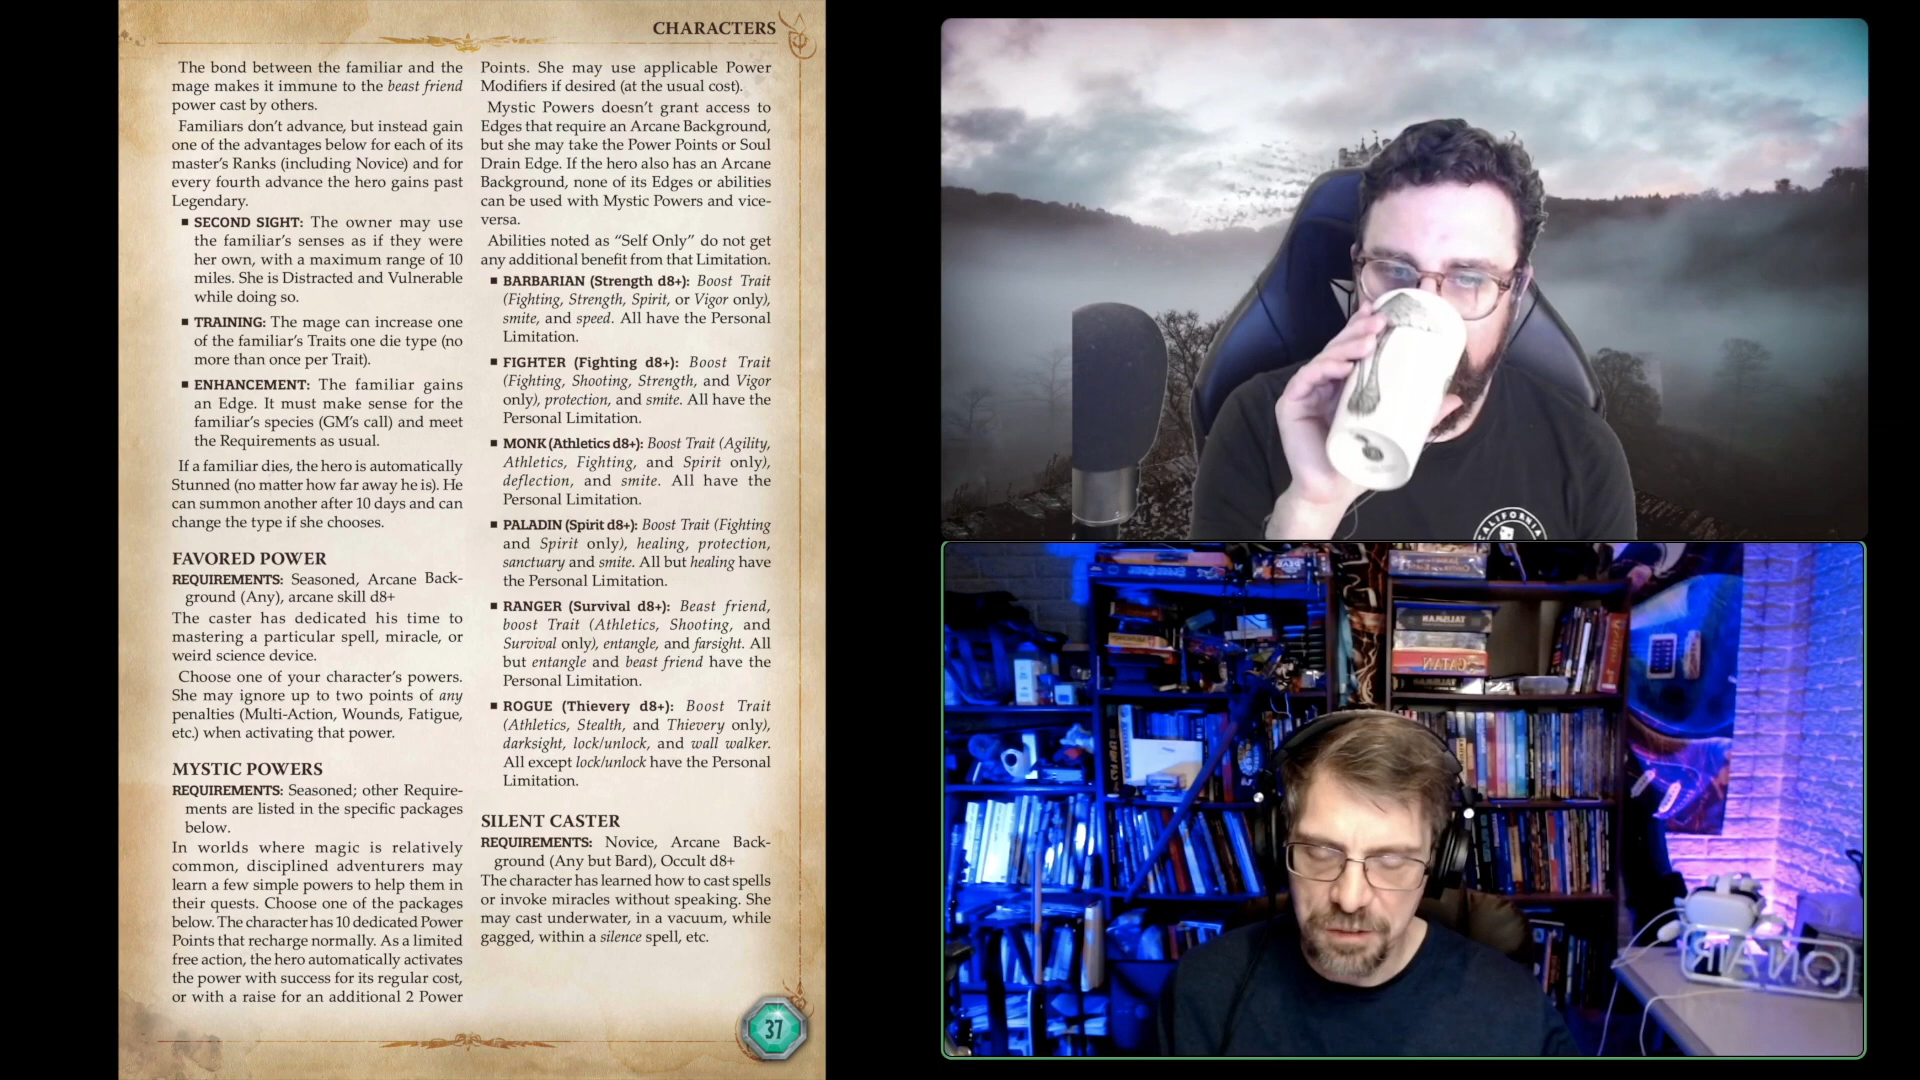 CHARACTERS
The bond between the familiar and the
mage makes it immune to the beast friend
power cast by others.
Familiars don't advance, but instead gain
one of the advantages below for each of its
master's Ranks (including Novice) and for
every fourth advance the hero gains past
Legendary.
■ SECOND SIGHT: The owner may use
the familiar's senses as if they were
her own, with a maximum range of 10
miles. She is Distracted and Vulnerable
while doing so.
■ TRAINING: The mage can increase one
of the familiar's Traits one die type (no
more than once per Trait).
■ ENHANCEMENT: The familiar gains
an Edge. It must make sense for the
familiar's species (GM's call) and meet
the Requirements as usual.
If a familiar dies, the hero is automatically
Stunned (no matter how far away he is). He
can summon another after 10 days and can
change the type if she chooses.
FAVORED POWER
REQUIREMENTS: Seasoned, Arcane Back-
ground (Any), arcane skill d8+
The caster has dedicated his time to
mastering a particular spell, miracle, or
weird science device.
Choose one of your character's powers.
She may ignore up to two points of any
penalties (Multi-Action, Wounds, Fatigue,
etc.) when activating that power.
MYSTIC POWERS
REQUIREMENTS: Seasoned; other Require-
ments are listed in the specific packages
below.
In worlds where magic is relatively
common, disciplined adventurers may
learn a few simple powers to help them in
their quests. Choose one of the packages
below. The character has 10 dedicated Power
Points that recharge normally. As a limited
free action, the hero automatically activates
the power with success for its regular cost,
or with a raise for an additional 2 Power
Points. She may use applicable Power
Modifiers if desired (at the usual cost).
Mystic Powers doesn't grant access to
Edges that require an Arcane Background,
but she may take the Power Points or Soul
Drain Edge. If the hero also has an Arcane
Background, none of its Edges or abilities
can be used with Mystic Powers and vice-
versa.
Abilities noted as "Self Only" do not get
any additional benefit from that Limitation.
■ BARBARIAN (Strength d8+): Boost Trait
(Fighting, Strength, Spirit, or Vigor only),
smite, and speed. All have the Personal
Limitation.
■ FIGHTER (Fighting d8+): Boost Trait
(Fighting, Shooting, Strength, and Vigor
only), protection, and smite. All have the
Personal Limitation.
■ MONK (Athletics d8+): Boost Trait (Agility,
Athletics, Fighting, and Spirit only),
deflection, and smite. All have the
Personal Limitation.
■ PALADIN (Spirit d8+): Boost Trait (Fighting
and Spirit only), healing, protection,
sanctuary and smite. All but healing have
the Personal Limitation.
■ RANGER (Survival d8+): Beast friend,
boost Trait (Athletics, Shooting, and
Survival only), entangle, and farsight. All
but entangle and beast friend have the
Personal Limitation.
■ ROGUE (Thievery d8+): Boost Trait
(Athletics, Stealth, and Thievery only),
darksight, lock/unlock, and wall walker.
All except lock/unlock have the Personal
Limitation.
SILENT CASTER
REQUIREMENTS: Novice, Arcane Back-
ground (Any but Bard), Occult d8+
The character has learned how to cast spells
or invoke miracles without speaking. She
may cast underwater, in a vacuum, while
gagged, within a silence spell, etc.
37
CALIFORNIA
TALISMAN
CATAN
ON AIR